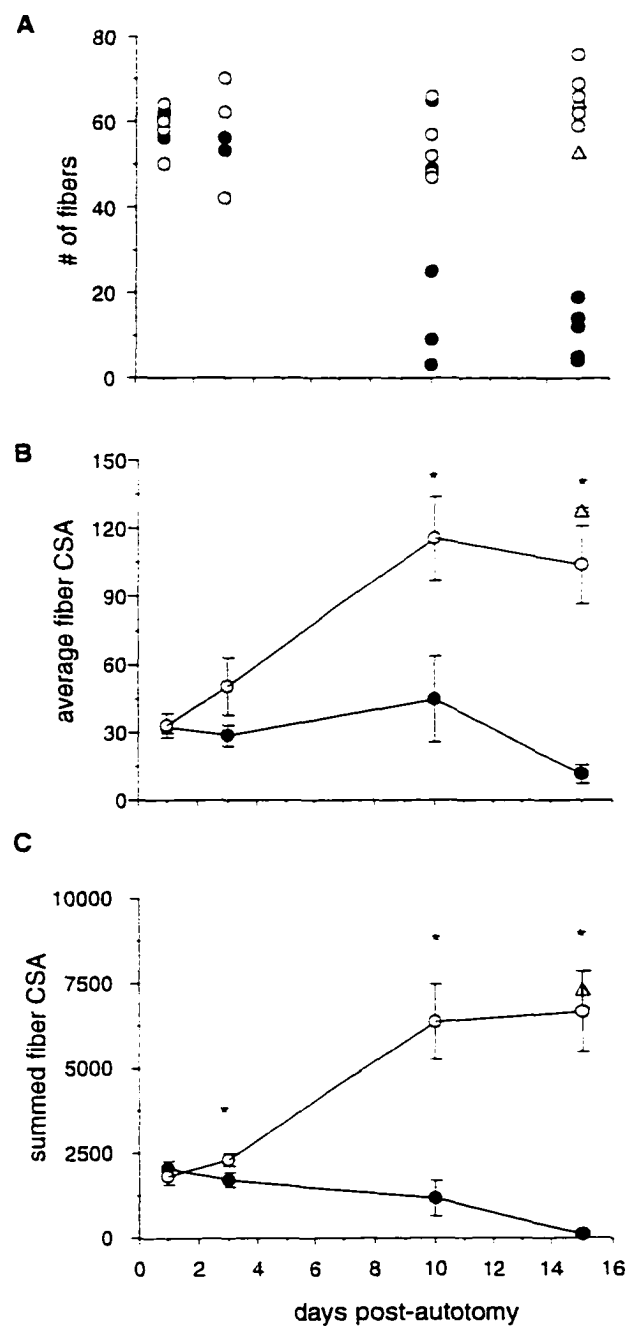 A
80
60
40
20
0
# of fibers
B
150
120
90
60
30
0
average fiber CSA
* *
C
10000
7500
5000
2500
0
summed fiber CSA
* * *
0 2 4 6 8 10 12 14 16
days post-autotomy